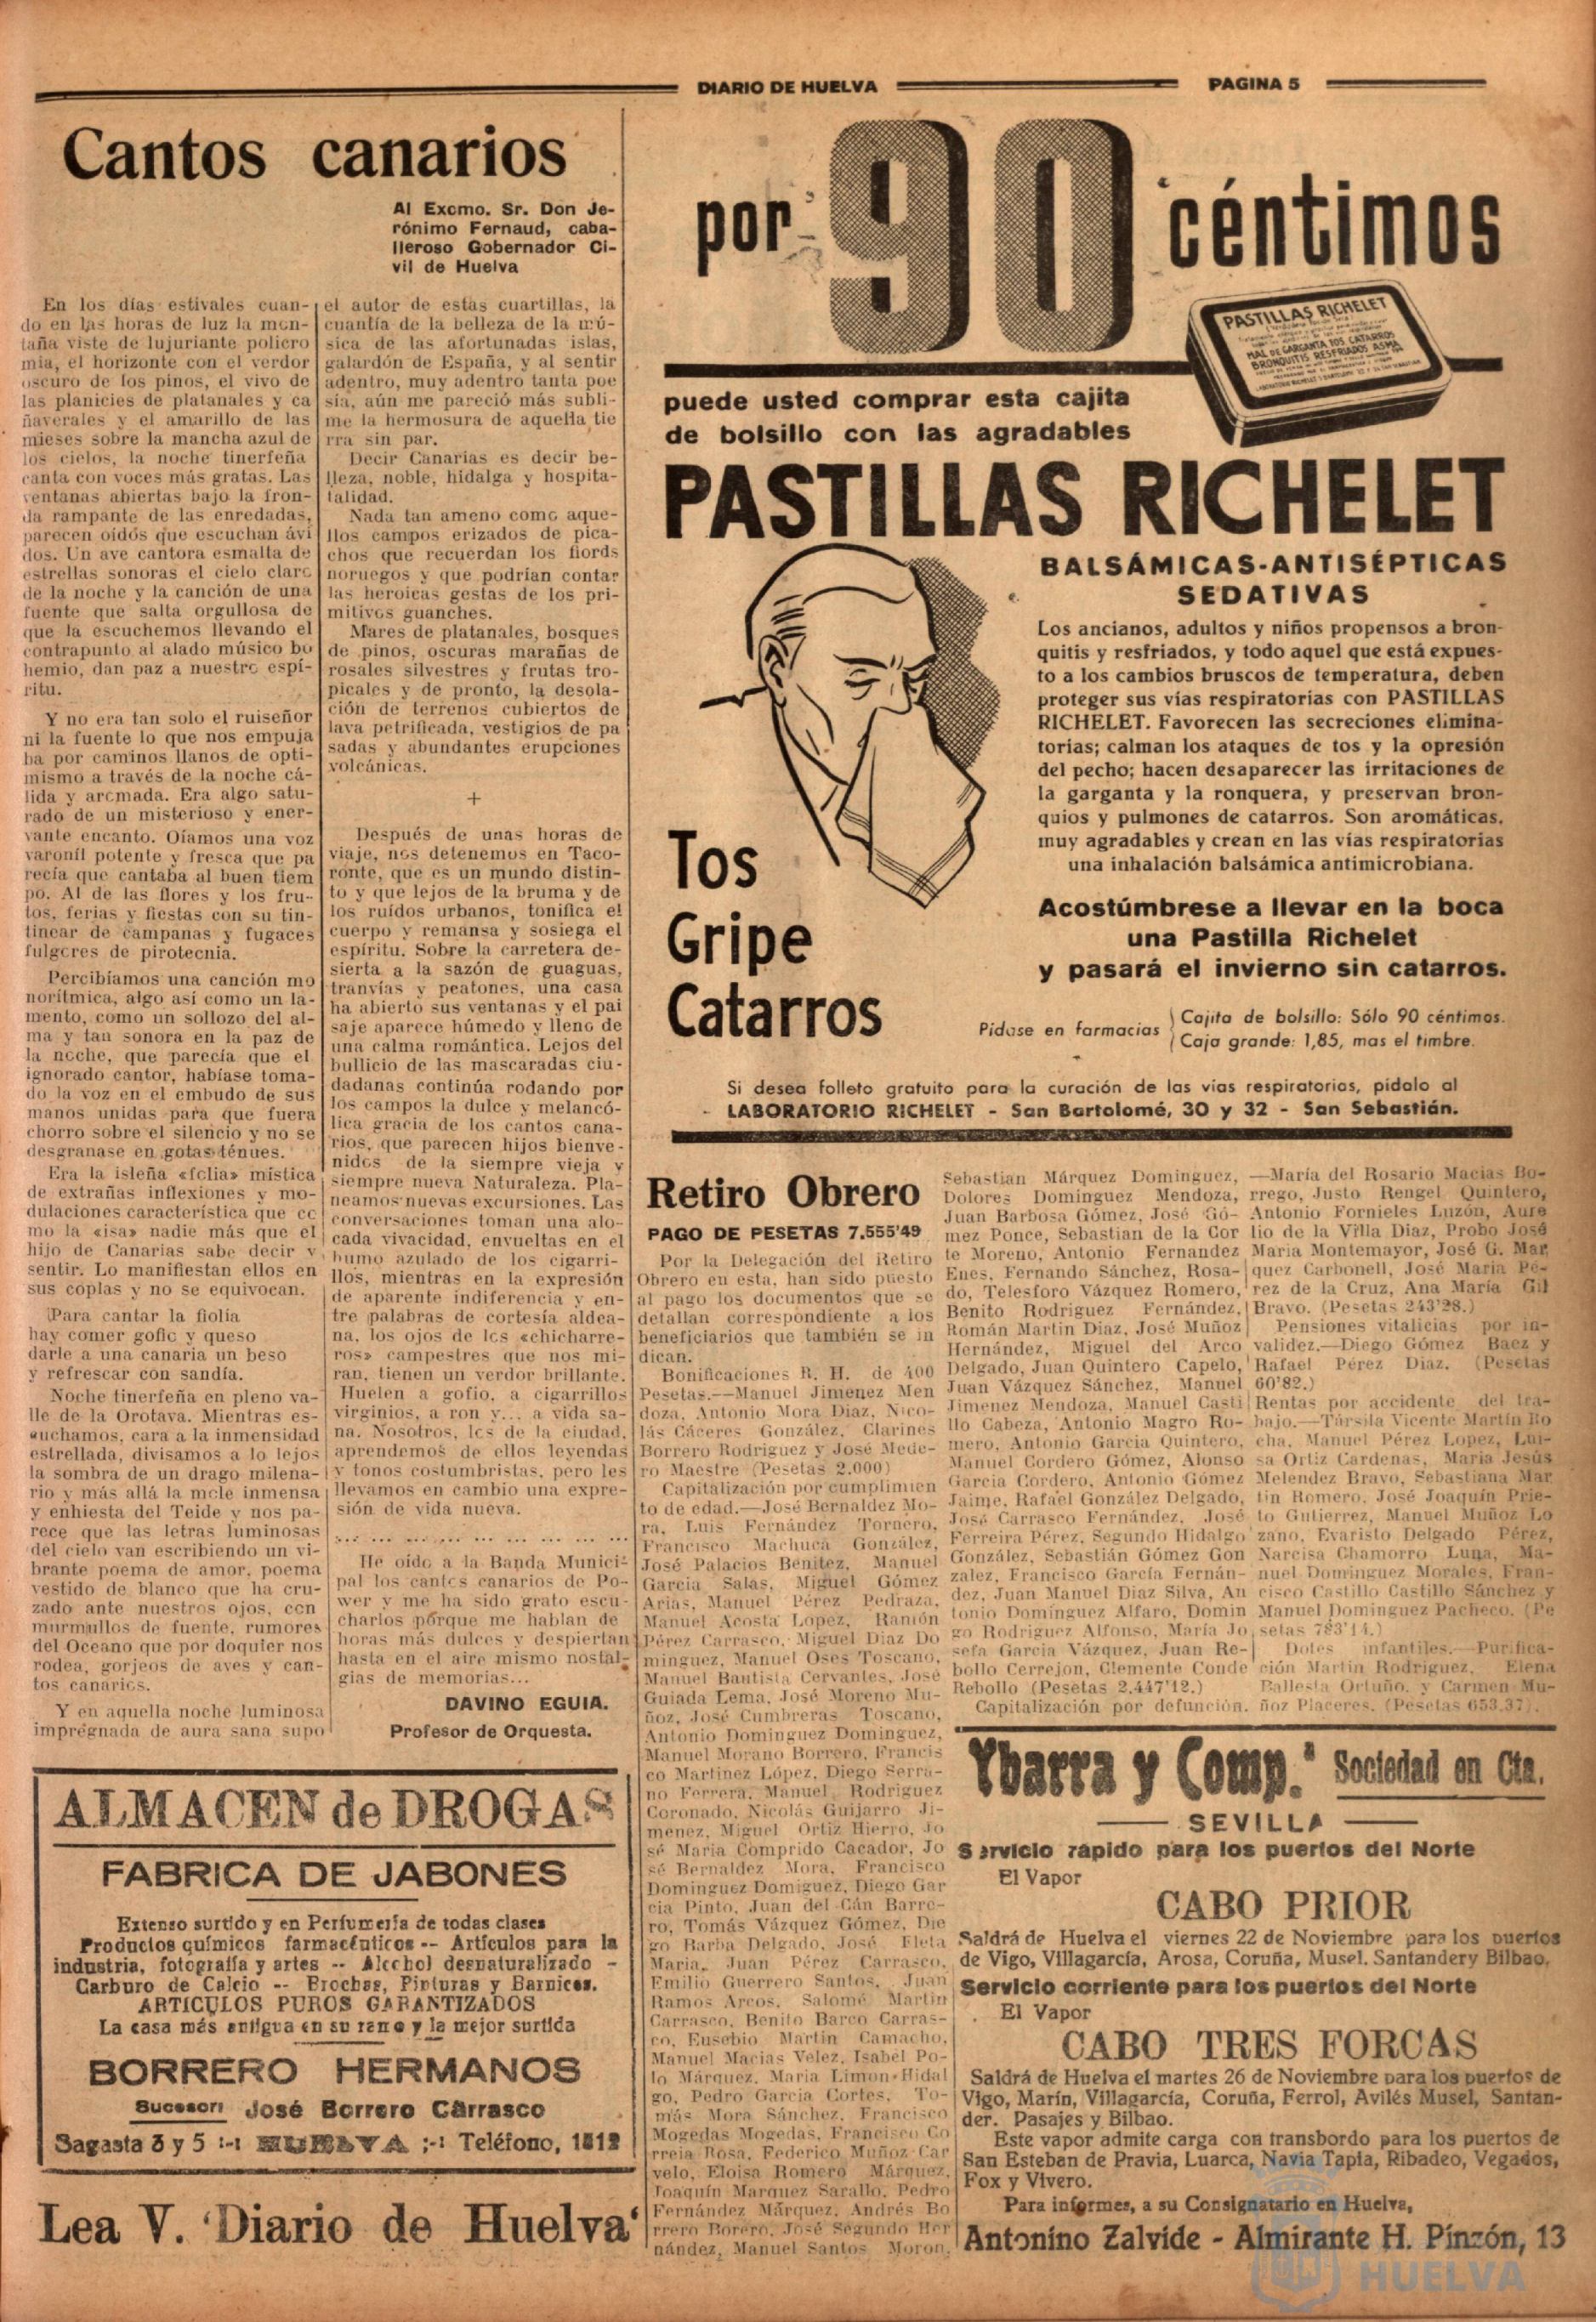 DIARIO DE HUELVA
PAGINA 5
Cantos canarios
Al Excmo. Sr. Don Je-
rónimo Fernaud, caba-
lleroso Gobernador Ci-
vil de Huelva
En los días estivales cuan-
do en las horas de luz la mon-
taña viste de lujuriante policro
mia, el horizonte con el verdor
oscuro de los pinos, el vivo de
las planicies de platanales y ca
ñaverales y el amarillo de las
mieses sobre la mancha azul de
los cielos, la noche tinerfeña
canta con voces más gratas. Las
ventanas abiertas bajo la fron-
da rampante de las enredadas,
parecen oídos que escuchan ávi
dos. Un ave cantora esmalta de
estrellas sonoras el cielo claro
de la noche y la canción de una
fuente que salta orgullosa de
que la escuchemos llevando el
contrapunto al alado músico bo
hemio, dan paz a nuestro espí-
ritu.
Y no era tan solo el ruiseñor
ni la fuente lo que nos empuja
ba por caminos llanos de opti-
mismo a través de la noche cá-
lida y aromada. Era algo satu-
rado de un misterioso y ener-
vante encanto. Oíamos una voz
varonil potente y fresca que pa
recía que cantaba al buen tiem
po. Al de las flores y los fru-
tos, ferias y fiestas con su tin-
tinear de campanas y fugaces
fulgores de pirotecnia.
Percibíamos una canción mo
norítmica, algo así como un la-
mento, como un sollozo del al-
ma y tan sonora en la paz de
la noche, que parecía que el
ignorado cantor, habíase toma-
do la voz en el embudo de sus
manos unidas para que fuera
chorro sobre el silencio y no se
desgranase en gotas ténues.
Era la isleña «folia» mística
de extrañas inflexiones y mo-
dulaciones característica que co
mo la «isa» nadie más que el
hijo de Canarias sabe decir y
sentir. Lo manifiestan ellos en
sus coplas y no se equivocan.
Para cantar la fiolía
hay comer gofio y queso
darle a una canaria un beso
y refrescar con sandía.
Noche tinerfeña en pleno va-
lle de la Orotava. Mientras es-
cuchamos, cara a la inmensidad
estrellada, divisamos a lo lejos
la sombra de un drago milena-
rio y más allá la mole inmensa
y enhiesta del Teide y nos pa-
rece que las letras luminosas
del cielo van escribiendo un vi-
brante poema de amor, poema
vestido de blanco que ha cru-
zado ante nuestros ojos, con
murmullos de fuente, rumores
del Oceano que por doquier nos
rodea, gorjeos de aves y can-
tos canarios.
Y en aquella noche luminosa
impregnada de aura sana supo
el autor de estas cuartillas, la
cuantía de la belleza de la mú-
sica de las afortunadas islas,
galardón de España, y al sentir
adentro, muy adentro tanta poe
sía, aún me pareció más subli-
me la hermosura de aquella tie
rra sin par.
Decir Canarias es decir be-
lleza, noble, hidalga y hospita-
talidad.
Nada tan ameno como aque-
llos campos erizados de pica-
chos que recuerdan los fiords
noruegos y que podrían contar
las heroicas gestas de los pri-
mitivos guanches.
Mares de platanales, bosques
de pinos, oscuras marañas de
rosales silvestres y frutas tro-
picales y de pronto, la desola-
ción de terrenos cubiertos de
lava petrificada, vestigios de pa
sadas y abundantes erupciones
volcánicas.
+
Después de unas horas de
viaje, nos detenemos en Taco-
ronte, que es un mundo distin-
to y que lejos de la bruma y de
los ruídos urbanos, tonifica el
cuerpo y remansa y sosiega el
espíritu. Sobre la carretera de-
sierta a la sazón de guaguas,
tranvías y peatones, una casa
ha abierto sus ventanas y el pai
saje aparece húmedo y lleno de
una calma romántica. Lejos del
bullicio de las mascaradas ciu-
dadanas continúa rodando por
los campos la dulce y melancó-
lica gracia de los cantos cana-
rios, que parecen hijos bienve-
nidos de la siempre vieja y
siempre nueva Naturaleza. Pla-
neamos nuevas excursiones. Las
conversaciones toman una alo-
cada vivacidad, envueltas en el
humo azulado de los cigarri-
llos, mientras en la expresión
de aparente indiferencia y en-
tre palabras de cortesía aldea-
na, los ojos de los «chicharre-
ros» campestres que nos mi-
ran, tienen un verdor brillante.
Huelen a gofio, a cigarrillos
virginios, a ron y... a vida sa-
na. Nosotros, los de la ciudad,
aprendemos de ellos leyendas
y tonos costumbristas, pero les
llevamos en cambio una expre-
sión de vida nueva.
... ... ... ... ... ... ... ...
He oído a la Banda Munici-
pal los cantos canarios de Po-
wer y me ha sido grato escu-
charlos porque me hablan de
horas más dulces y despiertan
hasta en el aire mismo nostal-
gias de memorias...
DAVINO EGUIA.
Profesor de Orquesta.
ALMACEN de DROGAS
FABRICA DE JABONES
Extenso surtido y en Perfumería de todas clases
Productos químicos farmacéuticos -- Artículos para la
industria, fotografía y artes -- Alcohol desnaturalizado -
Carburo de Calcio -- Brochas, Pinturas y Barnices.
ARTICULOS PUROS GARANTIZADOS
La casa más antigua en su ramo y la mejor surtida
BORRERO HERMANOS
Sucesor: José Borrero Carrasco
Sagasta 3 y 5 :-: HUELVA :-: Teléfono, 1812
Lea V. 'Diario de Huelva'
por 90 céntimos
PASTILLAS RICHELET
MAL DE GARGANTA TOS CATARROS
BRONQUITIS RESFRIADOS ASMA
puede usted comprar esta cajita
de bolsillo con las agradables
PASTILLAS RICHELET
BALSÁMICAS-ANTISÉPTICAS
SEDATIVAS
Los ancianos, adultos y niños propensos a bron-
quitis y resfriados, y todo aquel que está expues-
to a los cambios bruscos de temperatura, deben
proteger sus vías respiratorias con PASTILLAS
RICHELET. Favorecen las secreciones elimina-
torias; calman los ataques de tos y la opresión
del pecho; hacen desaparecer las irritaciones de
la garganta y la ronquera, y preservan bron-
quios y pulmones de catarros. Son aromáticas,
muy agradables y crean en las vías respiratorias
una inhalación balsámica antimicrobiana.
Tos
Gripe
Catarros
Acostúmbrese a llevar en la boca
una Pastilla Richelet
y pasará el invierno sin catarros.
Pídase en farmacias
Cajita de bolsillo: Sólo 90 céntimos.
Caja grande: 1,85, mas el timbre.
Si desea folleto gratuito para la curación de las vias respiratorias, pídalo al
LABORATORIO RICHELET - San Bartolomé, 30 y 32 - San Sebastián.
Retiro Obrero
PAGO DE PESETAS 7.555'49
Por la Delegación del Retiro
Obrero en esta, han sido puesto
al pago los documentos que se
detallan correspondiente a los
beneficiarios que también se in
dican.
Bonificaciones R. H. de 400
Pesetas.—Manuel Jimenez Men
doza, Antonio Mora Diaz, Nico-
lás Cáceres González, Clarines
Borrero Rodriguez y José Mede-
ro Maestre (Pesetas 2.000)
Capitalización por cumplimien
to de edad.—José Bernaldez Mo-
ra, Luis Fernández Tornero,
Francisco Machuca González,
José Palacios Benitez, Manuel
Garcia Salas, Miguel Gómez
Arias, Manuel Pérez Pedraza,
Manuel Acosta Lopez, Ramón
Pérez Carrasco, Miguel Diaz Do
minguez, Manuel Oses Toscano,
Manuel Bautista Cervantes, José
Guiada Lema, José Moreno Mu-
ñoz, José Cumbreras Toscano,
Antonio Dominguez Dominguez,
Manuel Morano Borrero, Francis
co Martinez López, Diego Serra-
no Ferrera, Manuel Rodriguez
Coronado, Nicolás Guijarro Ji-
menez, Miguel Ortiz Hierro, Jo
sé Maria Comprido Cacador, Jo
sé Bernaldez Mora, Francisco
Dominguez Domiguez, Diego Gar
cia Pinto, Juan del Cán Barre-
ro, Tomás Vázquez Gómez, Die
go Barba Delgado, José Fleta
Maria, Juan Pérez Carrasco,
Emilio Guerrero Santos, Juan
Ramos Arcos, Salomé Martin
Carrasco, Benito Barco Carras-
co, Eusebio Martin Camacho,
Manuel Macias Velez, Isabel Po-
lo Márquez, Maria Limon Hidal
go, Pedro Garcia Cortes, To-
más Mora Sánchez, Francisco
Mogedas Mogedas, Francisco Co
rreia Rosa, Federico Muñoz Car
velo, Eloisa Romero Márquez,
Joaquín Marquez Sarallo, Pedro
Fernández Márquez, Andrés Bo
rrero Borero, José Segundo Her
nández, Manuel Santos Moron,
Sebastian Márquez Dominguez,
Dolores Dominguez Mendoza,
Juan Barbosa Gómez, José Gó-
mez Ponce, Sebastian de la Cor
te Moreno, Antonio Fernandez
Enes, Fernando Sánchez, Rosa-
do, Telesforo Vázquez Romero,
Benito Rodriguez Fernández,
Román Martin Diaz, José Muñoz
Hernández, Miguel del Arco
Delgado, Juan Quintero Capelo,
Juan Vázquez Sánchez, Manuel
Jimenez Mendoza, Manuel Casti
llo Cabeza, Antonio Magro Ro-
mero, Antonio Garcia Quintero,
Manuel Cordero Gómez, Alonso
Garcia Cordero, Antonio Gómez
Jaime, Rafael González Delgado,
José Carrasco Fernández, José
Ferreira Pérez, Segundo Hidalgo
González, Sebastián Gómez Gon
zalez, Francisco Garcia Fernán-
dez, Juan Manuel Diaz Silva, An
tonio Domínguez Alfaro, Domin
go Rodriguez Alfonso, María Jo
sefa Garcia Vázquez, Juan Re-
bollo Cerrejon, Clemente Conde
Rebollo (Pesetas 2.447'12.)
Capitalización por defunción.
—María del Rosario Macias Bo-
rrego, Justo Rengel Quintero,
Antonio Fornieles Luzón, Aure
lio de la Villa Diaz, Probo José
Maria Montemayor, José G. Mar
quez Carbonell, José Maria Pé-
rez de la Cruz, Ana María Gil
Bravo. (Pesetas 243'28.)
Pensiones vitalicias por in-
validez.—Diego Gómez Baez y
Rafael Pérez Diaz. (Pesetas
60'82.)
Rentas por accidente del tra-
bajo.—Társila Vicente Martín Ro
cha, Manuel Pérez Lopez, Lui-
sa Ortiz Cardenas, Maria Jesús
Melendez Bravo, Sebastiana Mar
tin Romero, José Joaquín Prie-
to Gutierrez, Manuel Muñoz Lo
zano, Evaristo Delgado Pérez,
Narcisa Chamorro Luna, Ma-
nuel Dominguez Morales, Fran-
cisco Castillo Castillo Sánchez y
Manuel Dominguez Pacheco. (Pe
setas 783'14.)
Dotes infantiles.—Purifica-
ción Martin Rodriguez, Elena
Ballesta Ortuño, y Carmen Mu-
ñoz Placeres. (Pesetas 653.37).
Ybarra y Comp.ª Sociedad en Cta.
SEVILLA
Servicio rápido para los puertos del Norte
El Vapor
CABO PRIOR
Saldrá de Huelva el viernes 22 de Noviembre para los puertos
de Vigo, Villagarcía, Arosa, Coruña, Musel. Santandery Bilbao.
Servicio corriente para los puertos del Norte
El Vapor
CABO TRES FORCAS
Saldrá de Huelva el martes 26 de Noviembre para los puertos de
Vigo, Marín, Villagarcía, Coruña, Ferrol, Avilés Musel, Santan-
der. Pasajes y Bilbao.
Este vapor admite carga con transbordo para los puertos de
San Esteban de Pravia, Luarca, Navia Tapia, Ribadeo, Vegados,
Fox y Vivero.
Para informes, a su Consignatario en Huelva,
Antonino Zalvide - Almirante H. Pinzón, 13
HUELVA